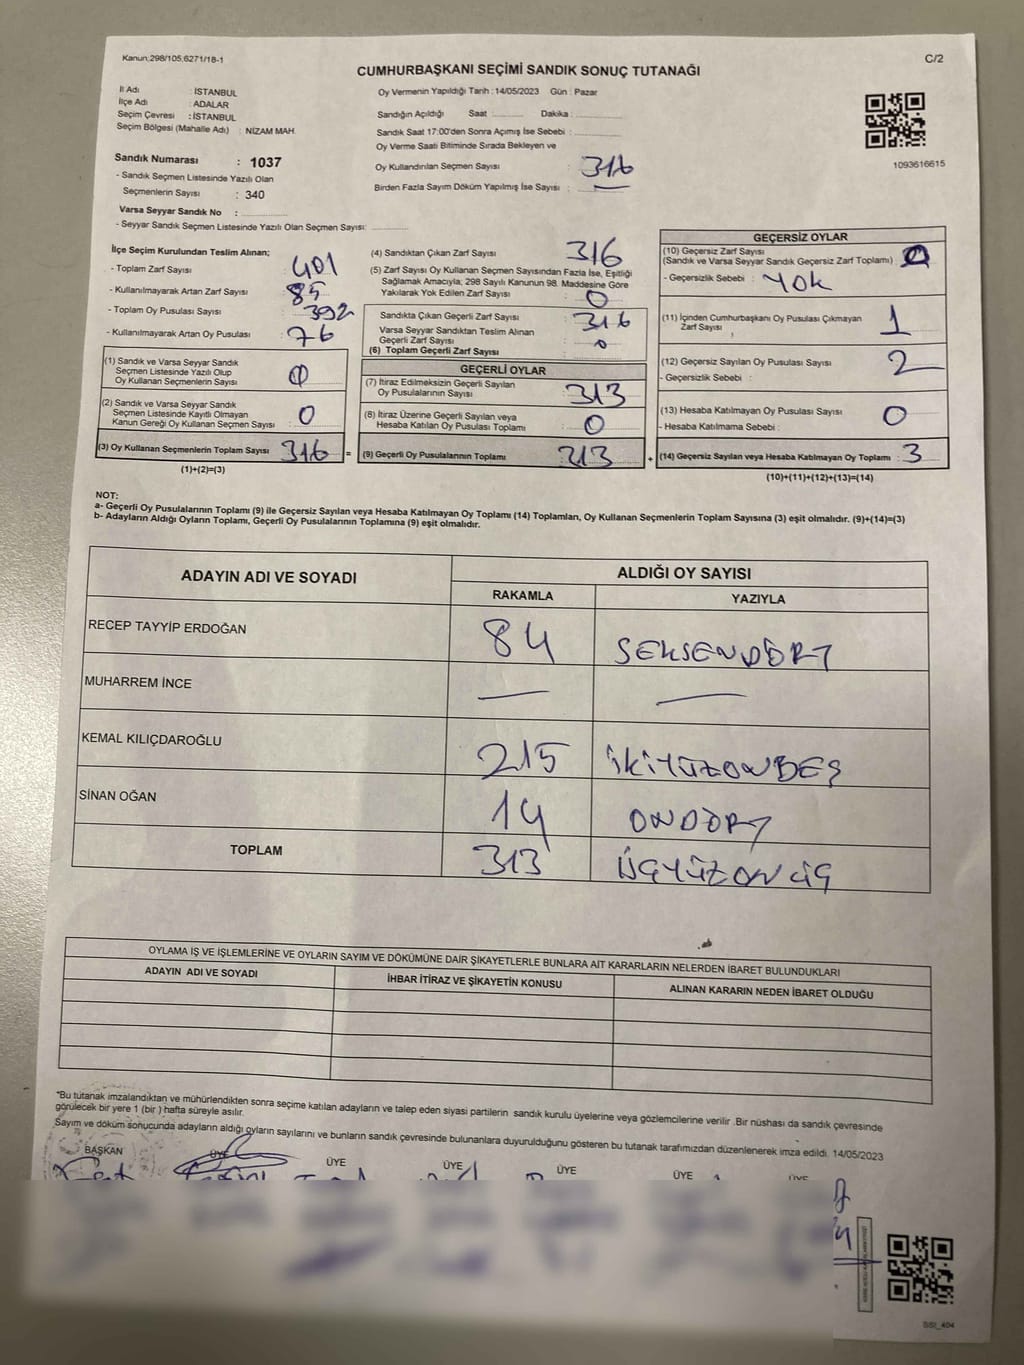 Kanun:298/105,6271/18-1
C/2
CUMHURBAŞKANI SEÇİMİ SANDIK SONUÇ TUTANAĞI
İl Adı : İSTANBUL
İlçe Adı : ADALAR
Seçim Çevresi : İSTANBUL
Seçim Bölgesi (Mahalle Adı) : NİZAM MAH.
Sandık Numarası : 1037
- Sandık Seçmen Listesinde Yazılı Olan
Seçmenlerin Sayısı : 340
Varsa Seyyar Sandık No :
- Seyyar Sandık Seçmen Listesinde Yazılı Olan Seçmen Sayısı:
Oy Vermenin Yapıldığı Tarih : 14/05/2023 Gün : Pazar
Sandığın Açıldığı Saat : Dakika :
Sandık Saat 17:00'den Sonra Açımış İse Sebebi :
Oy Verme Saati Bitiminde Sırada Bekleyen ve
Oy Kullandırılan Seçmen Sayısı : 316
Birden Fazla Sayım Döküm Yapılmış İse Sayısı : —
1093616615
İlçe Seçim Kurulundan Teslim Alınan;
- Toplam Zarf Sayısı : 401
- Kullanılmayarak Artan Zarf Sayısı : 85
- Toplam Oy Pusulası Sayısı : 392
- Kullanılmayarak Artan Oy Pusulası : 76
(1) Sandık ve Varsa Seyyar Sandık
Seçmen Listesinde Yazılı Olup
Oy Kullanan Seçmenlerin Sayısı :
(2) Sandık ve Varsa Seyyar Sandık
Seçmen Listesinde Kayıtlı Olmayan
Kanun Gereği Oy Kullanan Seçmen Sayısı : 0
(3) Oy Kullanan Seçmenlerin Toplam Sayısı : 316 =
(1)+(2)=(3)
(4) Sandıktan Çıkan Zarf Sayısı : 316
(5) Zarf Sayısı Oy Kullanan Seçmen Sayısından Fazla İse, Eşitliği
Sağlamak Amacıyla; 298 Sayılı Kanunun 98. Maddesine Göre
Yakılarak Yok Edilen Zarf Sayısı : 0
Sandıkta Çıkan Geçerli Zarf Sayısı : 316
Varsa Seyyar Sandıktan Teslim Alınan
Geçerli Zarf Sayısı : 0
(6) Toplam Geçerli Zarf Sayısı :
GEÇERLİ OYLAR
(7) İtiraz Edilmeksizin Geçerli Sayılan
Oy Pusulalarının Sayısı : 313
(8) İtiraz Üzerine Geçerli Sayılan veya
Hesaba Katılan Oy Pusulası Toplamı : 0
(9) Geçerli Oy Pusulalarının Toplamı : 313 +
GEÇERSİZ OYLAR
(10) Geçersiz Zarf Sayısı
(Sandık ve Varsa Seyyar Sandık Geçersiz Zarf Toplamı) : 0
- Geçersizlik Sebebi : YOK
(11) İçinden Cumhurbaşkanı Oy Pusulası Çıkmayan
Zarf Sayısı : 1
(12) Geçersiz Sayılan Oy Pusulası Sayısı : 2
- Geçersizlik Sebebi :
(13) Hesaba Katılmayan Oy Pusulası Sayısı : 0
- Hesaba Katılmama Sebebi :
(14) Geçersiz Sayılan veya Hesaba Katılmayan Oy Toplamı : 3
(10)+(11)+(12)+(13)=(14)
NOT:
a- Geçerli Oy Pusulalarının Toplamı (9) ile Geçersiz Sayılan veya Hesaba Katılmayan Oy Toplamı (14) Toplamları, Oy Kullanan Seçmenlerin Toplam Sayısına (3) eşit olmalıdır. (9)+(14)=(3)
b- Adayların Aldığı Oyların Toplamı, Geçerli Oy Pusulalarının Toplamına (9) eşit olmalıdır.
ADAYIN ADI VE SOYADI
ALDIĞI OY SAYISI
RAKAMLA YAZIYLA
RECEP TAYYİP ERDOĞAN 84 SEKSENDÖRT
MUHARREM İNCE — —
KEMAL KILIÇDAROĞLU 215 İKİYÜZONBEŞ
SİNAN OĞAN 14 ONDÖRT
TOPLAM 313 ÜÇYÜZONÜÇ
OYLAMA İŞ VE İŞLEMLERİNE VE OYLARIN SAYIM VE DÖKÜMÜNE DAİR ŞİKAYETLERLE BUNLARA AİT KARARLARIN NELERDEN İBARET BULUNDUKLARI
ADAYIN ADI VE SOYADI İHBAR İTİRAZ VE ŞİKAYETİN KONUSU ALINAN KARARIN NEDEN İBARET OLDUĞU
*Bu tutanak imzalandıktan ve mühürlendikten sonra seçime katılan adayların ve talep eden siyasi partilerin sandık kurulu üyelerine veya gözlemcilerine verilir .Bir nüshası da sandık çevresinde
görülecek bir yere 1 (bir ) hafta süreyle asılır.
Sayım ve döküm sonucunda adayların aldığı oyların sayılarını ve bunların sandık çevresinde bulunanlara duyurulduğunu gösteren bu tutanak tarafımızdan düzenlenerek imza edildi. 14/05/2023
BAŞKAN ÜYE ÜYE ÜYE ÜYE ÜYE ÜYE
SSI_404